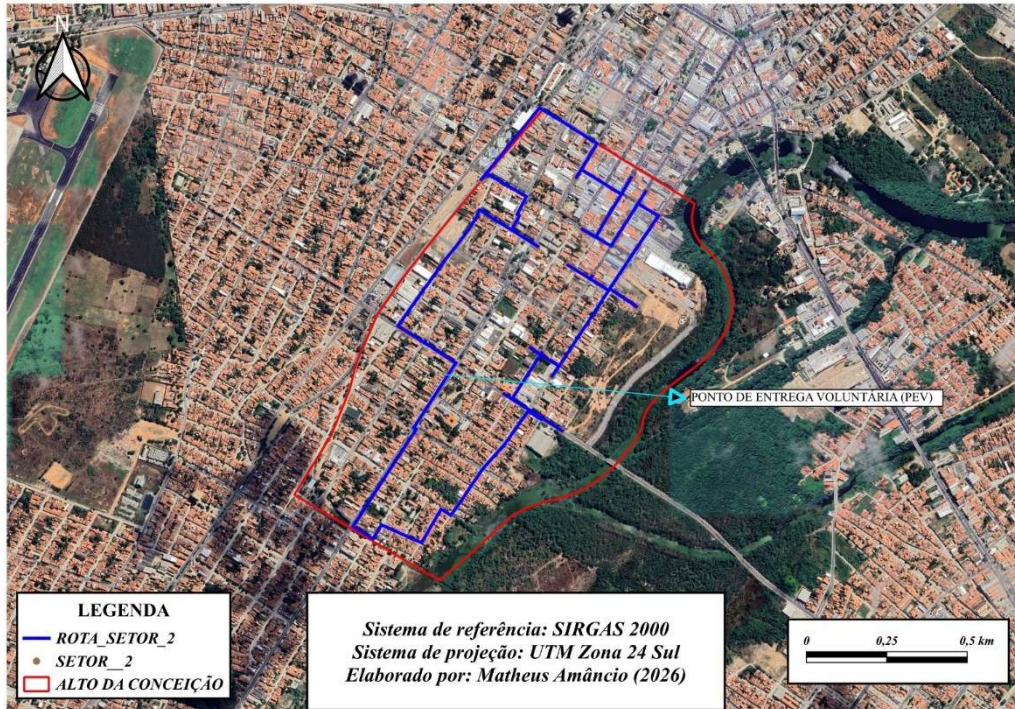 N
PONTO DE ENTREGA VOLUNTÁRIA (PEV)
LEGENDA
ROTA_SETOR_2
SETOR__2
ALTO DA CONCEIÇÃO
Sistema de referência: SIRGAS 2000
Sistema de projeção: UTM Zona 24 Sul
Elaborado por: Matheus Amâncio (2026)
0 0,25 0,5 km